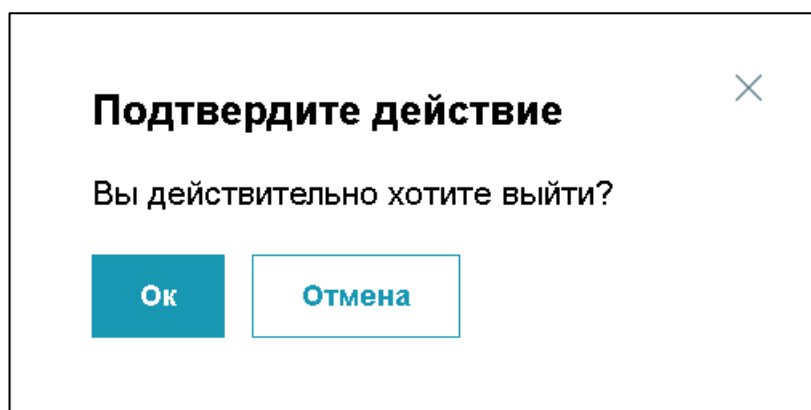 Подтвердите действие
Вы действительно хотите выйти?
Ок Отмена